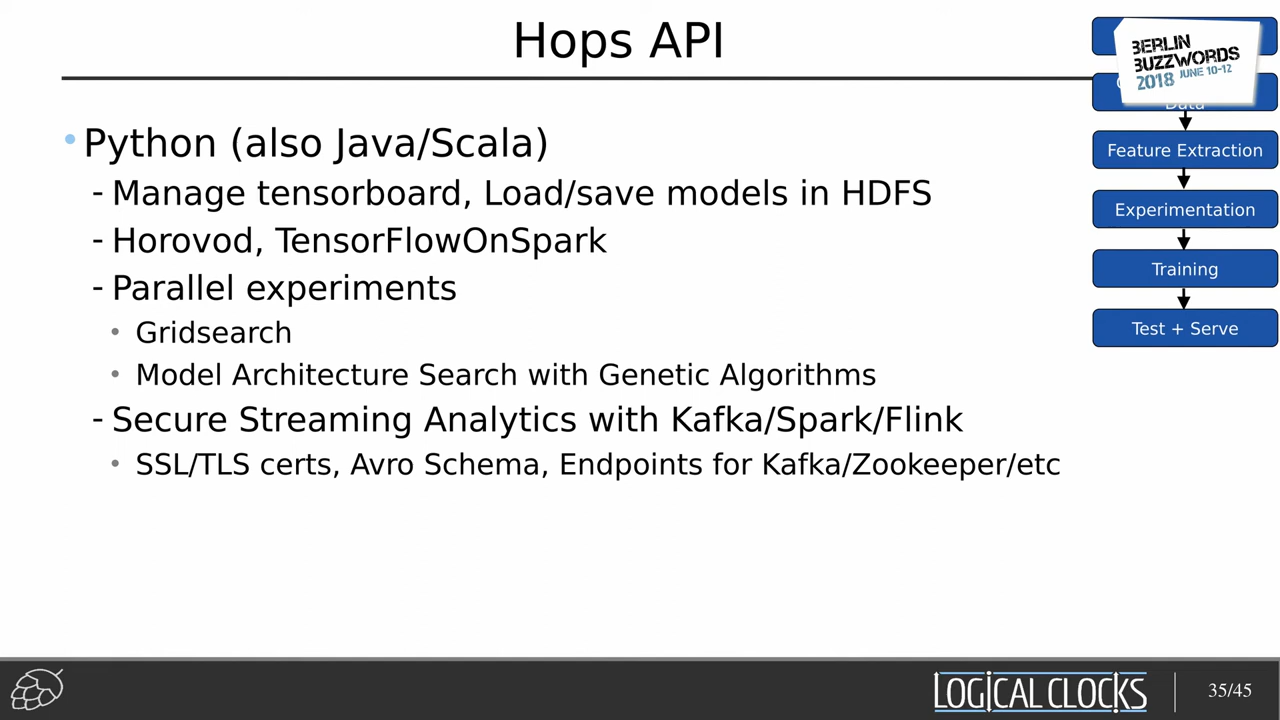 Hops API
BERLIN
BUZZWORDS
2018 JUNE 10-12
Data
Python (also Java/Scala)
- Manage tensorboard, Load/save models in HDFS
- Horovod, TensorFlowOnSpark
- Parallel experiments
• Gridsearch
• Model Architecture Search with Genetic Algorithms
- Secure Streaming Analytics with Kafka/Spark/Flink
• SSL/TLS certs, Avro Schema, Endpoints for Kafka/Zookeeper/etc
Feature Extraction
Experimentation
Training
Test + Serve
LOGICAL CLOCKS
35/45